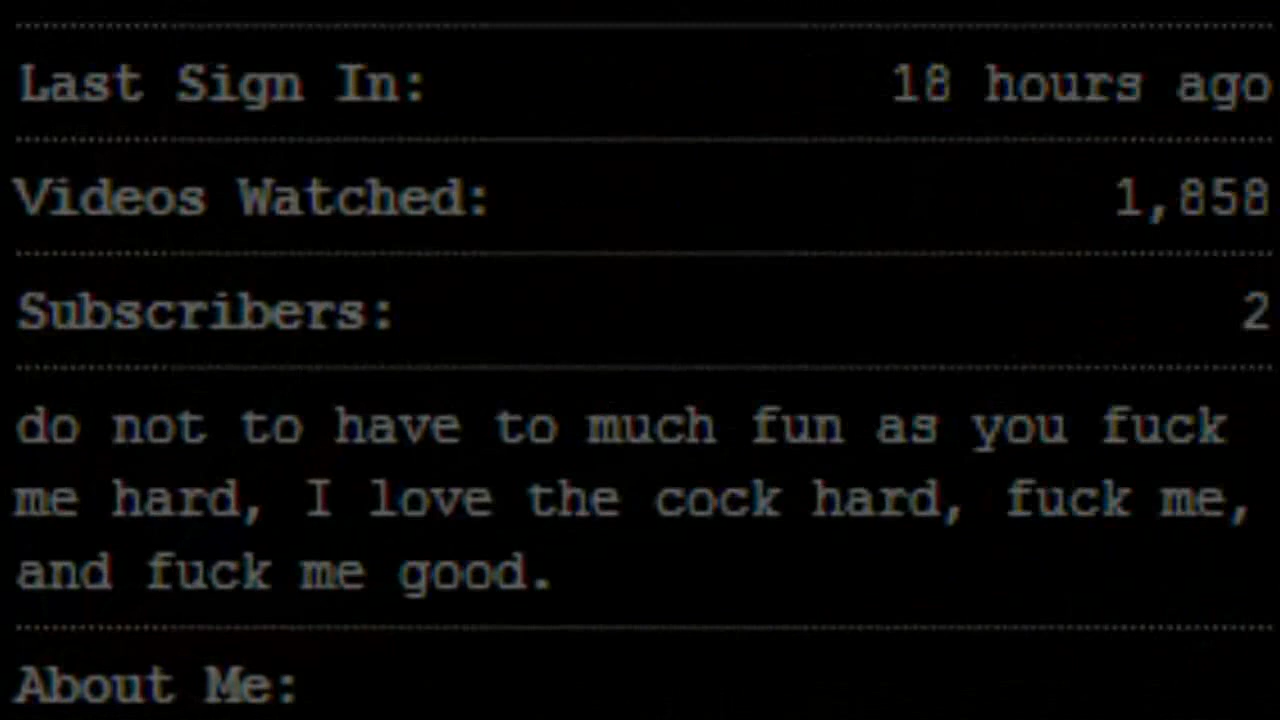 Last Sign In: 18 hours ago
Videos Watched: 1,858
Subscribers: 2
do not to have to much fun as you fuck
me hard, I love the cock hard, fuck me,
and fuck me good.
About Me: